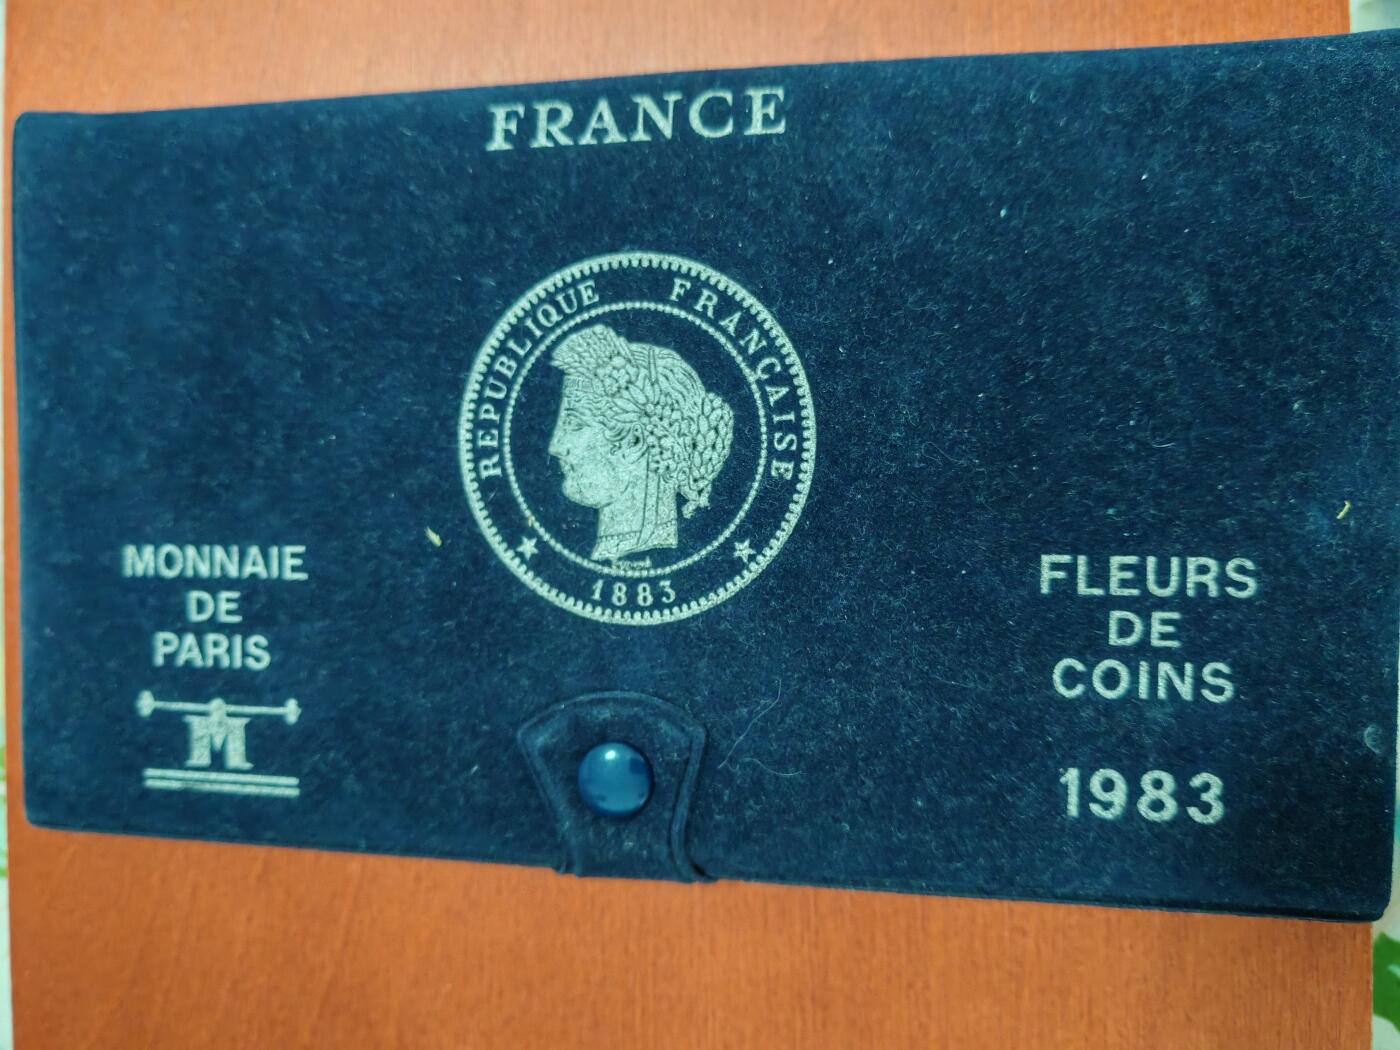 FRANCE
REPUBLIQUE FRANÇAISE
1883
MONNAIE
DE
PARIS
M
FLEURS
DE
COINS
1983